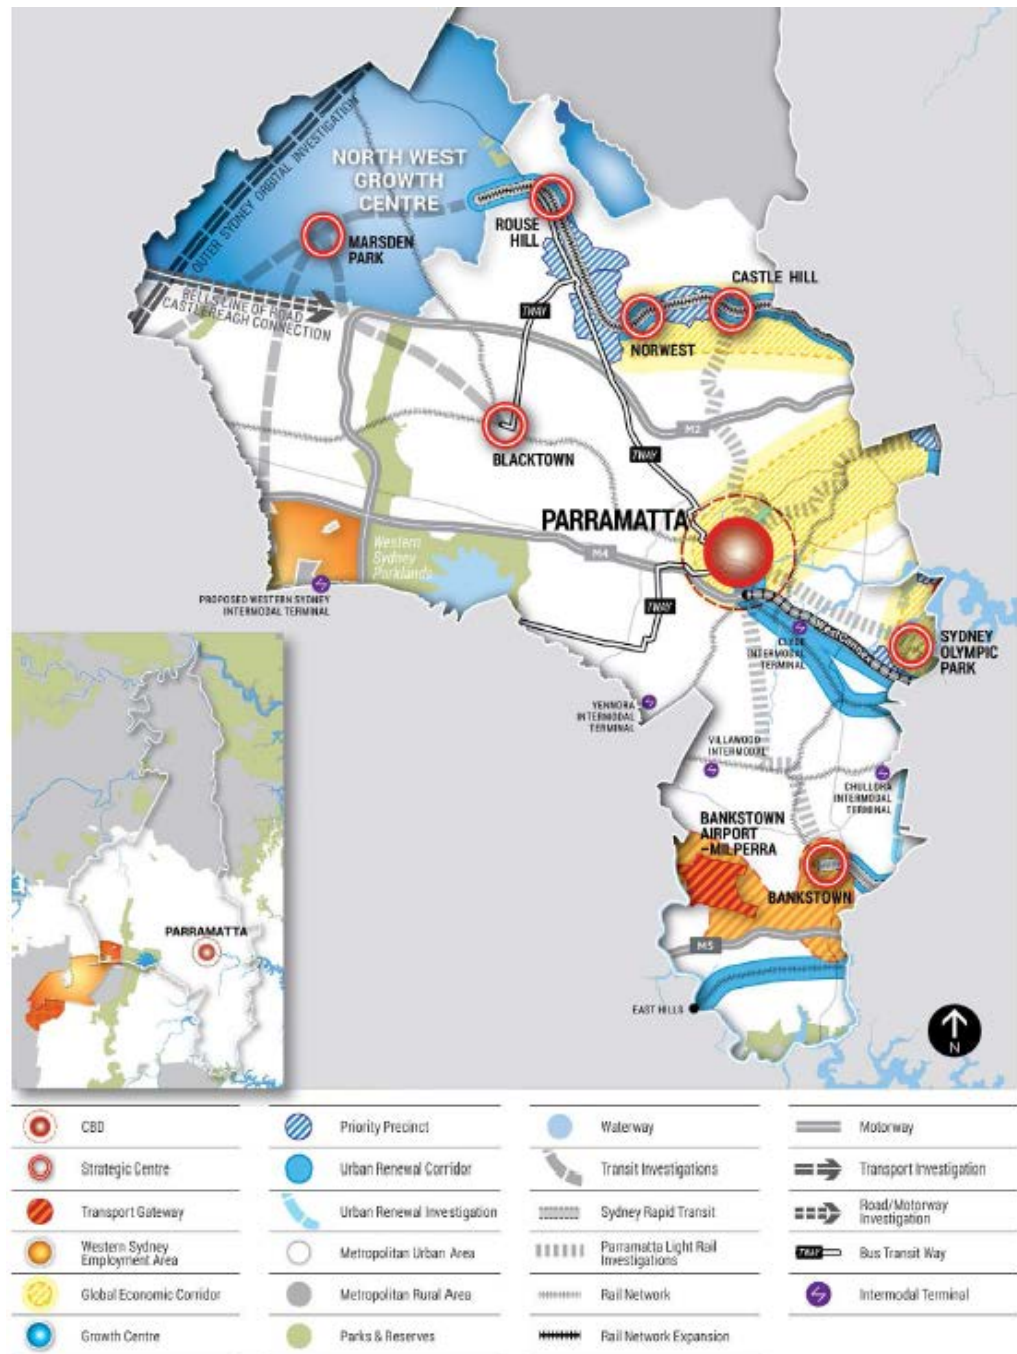 OUTER SYDNEY ORBITAL INVESTIGATION
NORTH WEST
GROWTH
CENTRE
MARSDEN
PARK
ROUSE
HILL
CASTLE HILL
BELLS LINE OF ROAD
CASTLEREAGH CONNECTION
TWAY
NORWEST
M2
BLACKTOWN
TWAY
PARRAMATTA
M4
Western
Sydney
Parklands
PROPOSED WESTERN SYDNEY
INTERMODAL TERMINAL
TWAY
WestConnex
CLYDE
INTERMODAL
TERMINAL
SYDNEY
OLYMPIC
PARK
YENNORA
INTERMODAL
TERMINAL
VILLAWOOD
INTERMODAL
CHULLORA
INTERMODAL
TERMINAL
BANKSTOWN
AIRPORT
-MILPERRA
BANKSTOWN
M5
EAST HILLS
PARRAMATTA
N
CBD
Priority Precinct
Waterway
Motorway
Strategic Centre
Urban Renewal Corridor
Transit Investigations
Transport Investigation
Transport Gateway
Urban Renewal Investigation
Sydney Rapid Transit
Road/Motorway
Investigation
Western Sydney
Employment Area
Metropolitan Urban Area
Parramatta Light Rail
Investigations
TWAY
Bus Transit Way
Global Economic Corridor
Metropolitan Rural Area
Rail Network
Intermodal Terminal
Growth Centre
Parks & Reserves
Rail Network Expansion